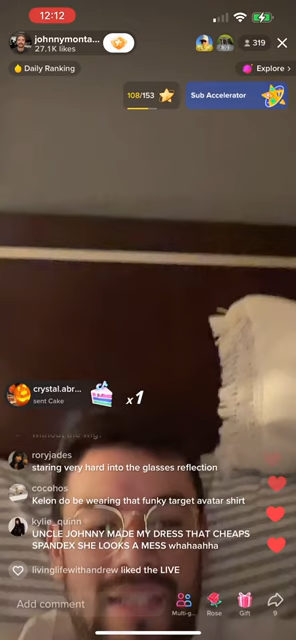 12:12
johnnymonta...
27.1K likes
319
Daily Ranking
Explore >
108/153
Sub Accelerator
crystal.abr...
sent Cake
x1
without the wig?
roryjades
staring very hard into the glasses reflection
cocohos
Kelon do be wearing that funky target avatar shirt
kylie_quinn
UNCLE JOHNNY MADE MY DRESS THAT CHEAPS
SPANDEX SHE LOOKS A MESS whahaahha
livinglifewithandrew liked the LIVE
Add comment
Multi-g...
Rose
Gift
9